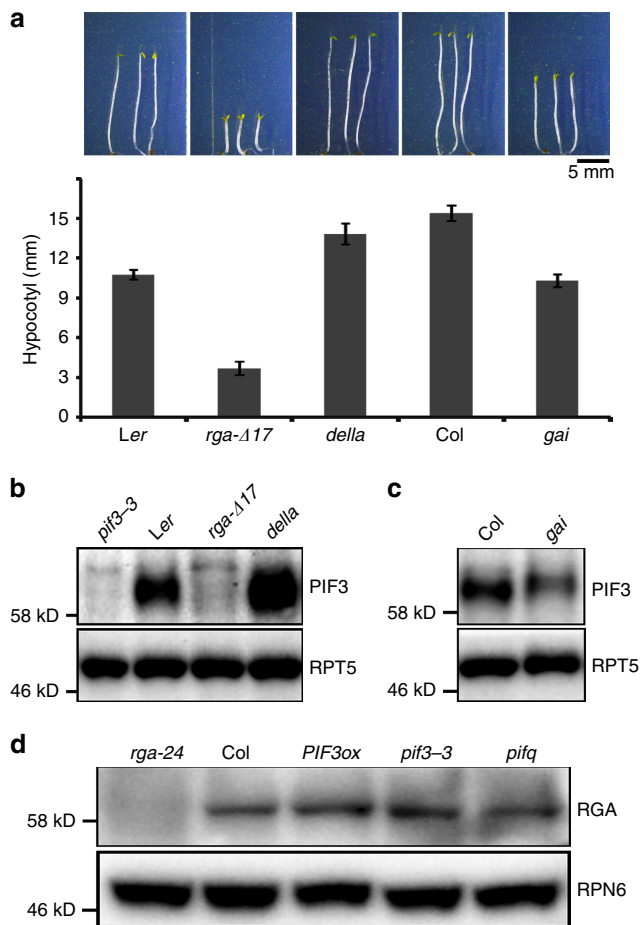 a
5 mm
Hypocotyl (mm)
15
12
9
6
3
0
Ler rga-Δ17 della Col gai
b
pif3–3 Ler rga-Δ17 della
PIF3
58 kD
RPT5
46 kD
c
Col gai
PIF3
58 kD
RPT5
46 kD
d
rga-24 Col PIF3ox pif3–3 pifq
RGA
58 kD
RPN6
46 kD